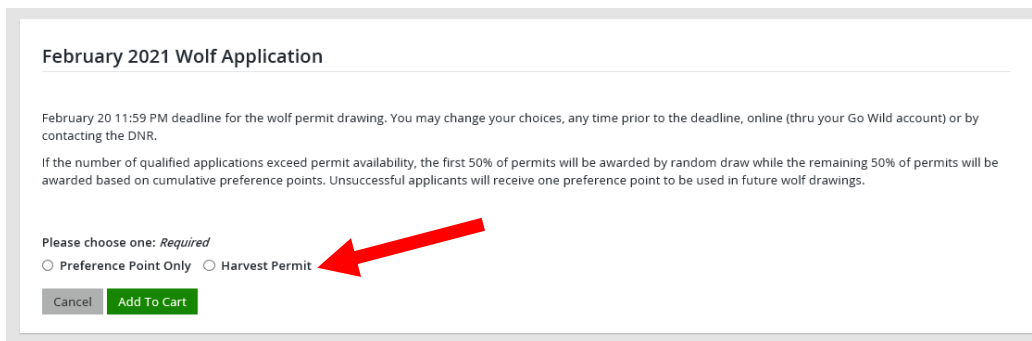 February 2021 Wolf Application
February 20 11:59 PM deadline for the wolf permit drawing. You may change your choices, any time prior to the deadline, online (thru your Go Wild account) or by
contacting the DNR.
If the number of qualified applications exceed permit availability, the first 50% of permits will be awarded by random draw while the remaining 50% of permits will be
awarded based on cumulative preference points. Unsuccessful applicants will receive one preference point to be used in future wolf drawings.
Please choose one: Required
Preference Point Only Harvest Permit
Cancel Add To Cart